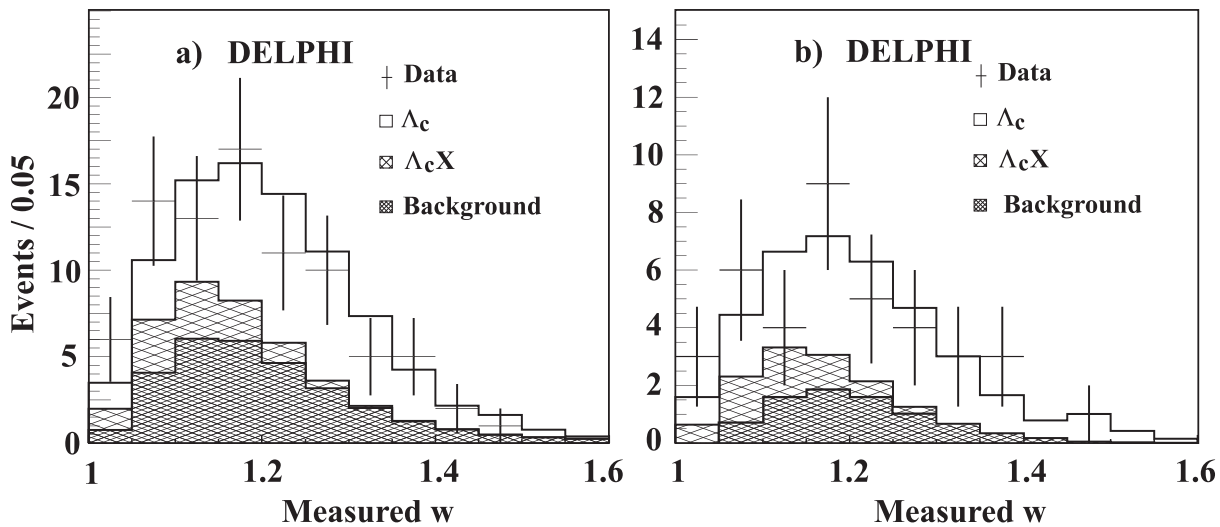 a) DELPHI
Data
Λc
ΛcX
Background
20
15
10
5
0
1
1.2
1.4
1.6
Measured w
Events / 0.05
b) DELPHI
Data
Λc
ΛcX
Background
14
12
10
8
6
4
2
0
1
1.2
1.4
1.6
Measured w